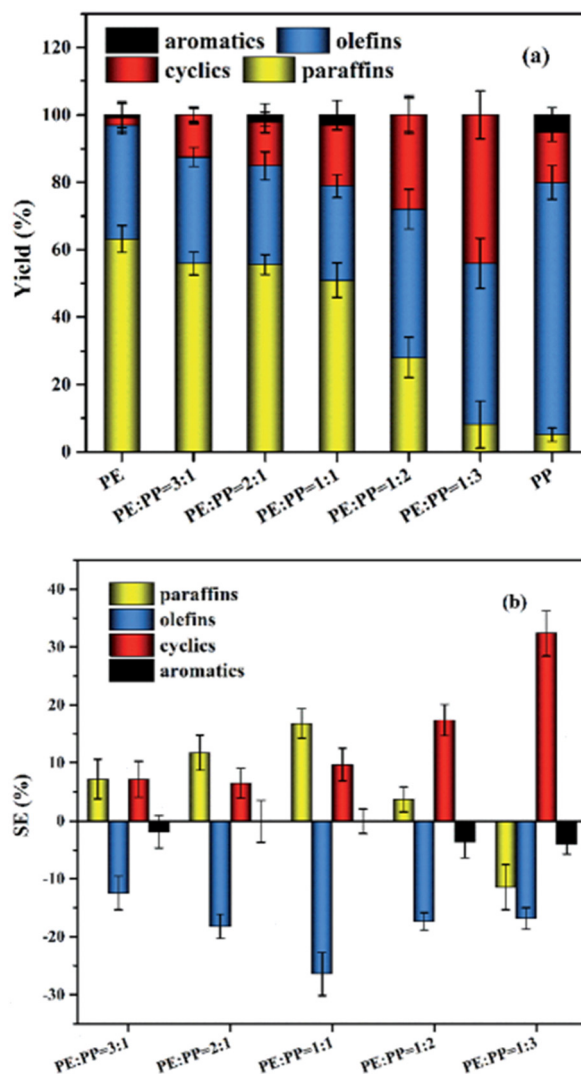 120
100
80
60
40
20
0
Yield (%)
aromatics olefins
cyclics paraffins
(a)
PE PE:PP=3:1 PE:PP=2:1 PE:PP=1:1 PE:PP=1:2 PE:PP=1:3 PP
40
30
20
10
0
-10
-20
-30
SE (%)
paraffins
olefins
cyclics
aromatics
(b)
PE:PP=3:1 PE:PP=2:1 PE:PP=1:1 PE:PP=1:2 PE:PP=1:3